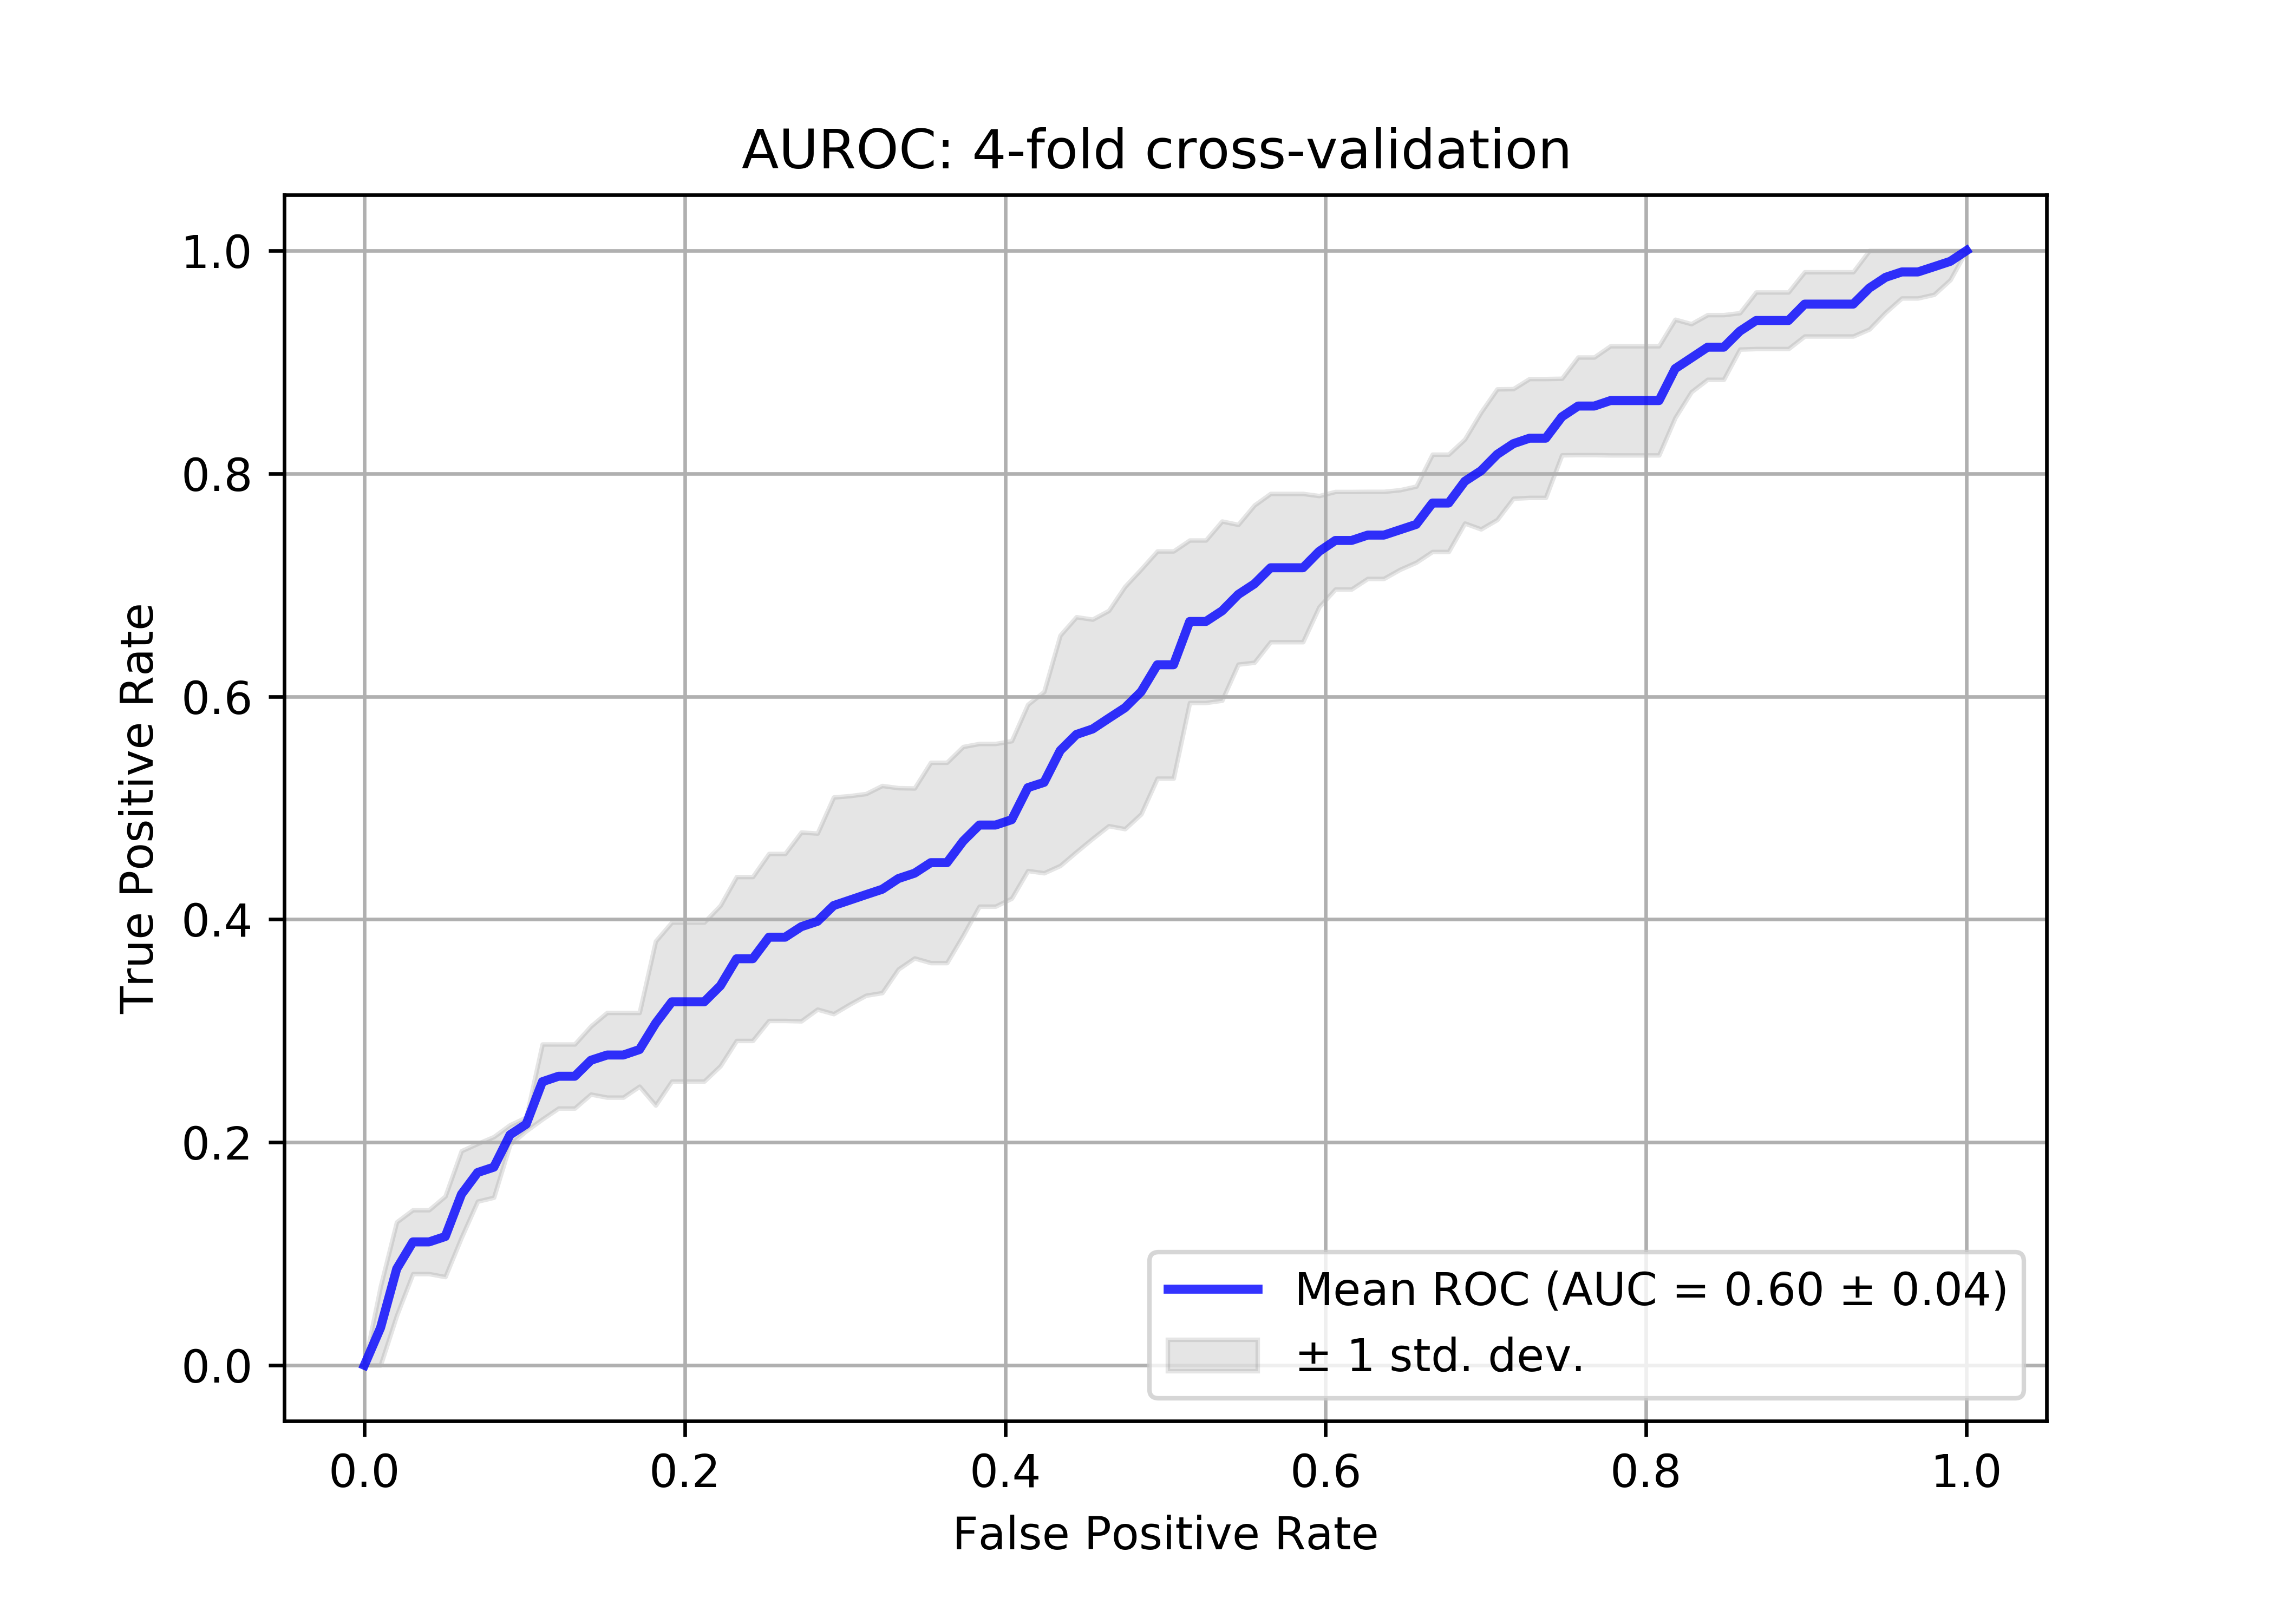 AUROC: 4-fold cross-validation
True Positive Rate
1.0
0.8
0.6
0.4
0.2
0.0
Mean ROC (AUC = 0.60 ± 0.04)
± 1 std. dev.
0.0 0.2 0.4 0.6 0.8 1.0
False Positive Rate